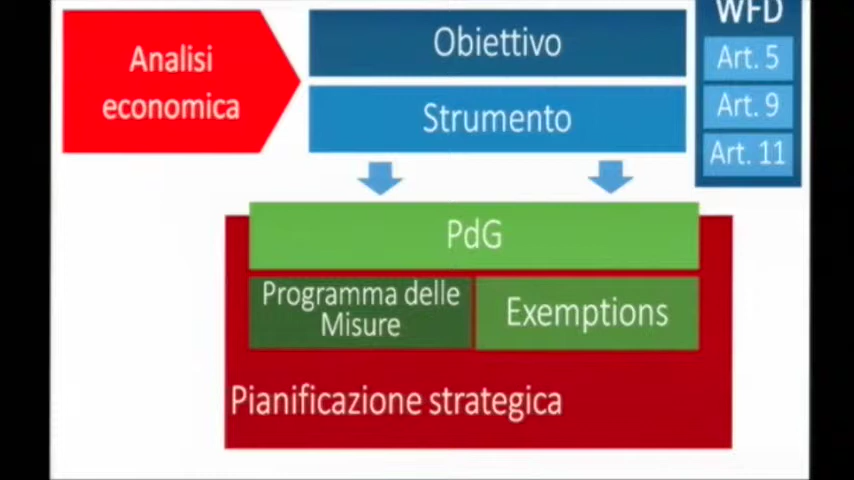 Analisi
economica
Obiettivo
Strumento
WFD
Art. 5
Art. 9
Art. 11
PdG
Programma delle
Misure
Exemptions
Pianificazione strategica